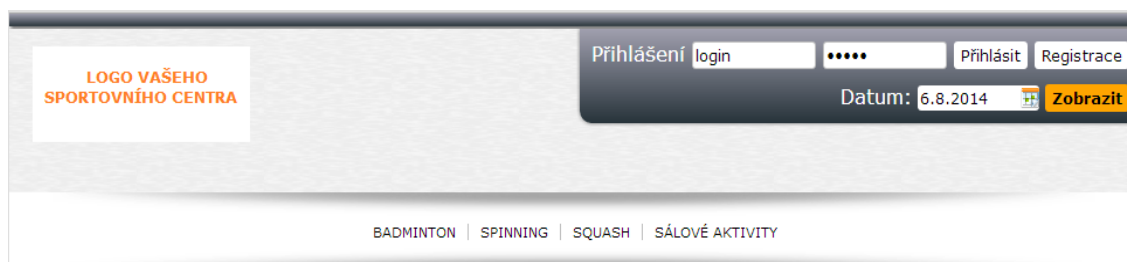 Přihlášení login ••••• Přihlásit Registrace
LOGO VAŠEHO
SPORTOVNÍHO CENTRA
Datum: 6.8.2014 Zobrazit
BADMINTON | SPINNING | SQUASH | SÁLOVÉ AKTIVITY